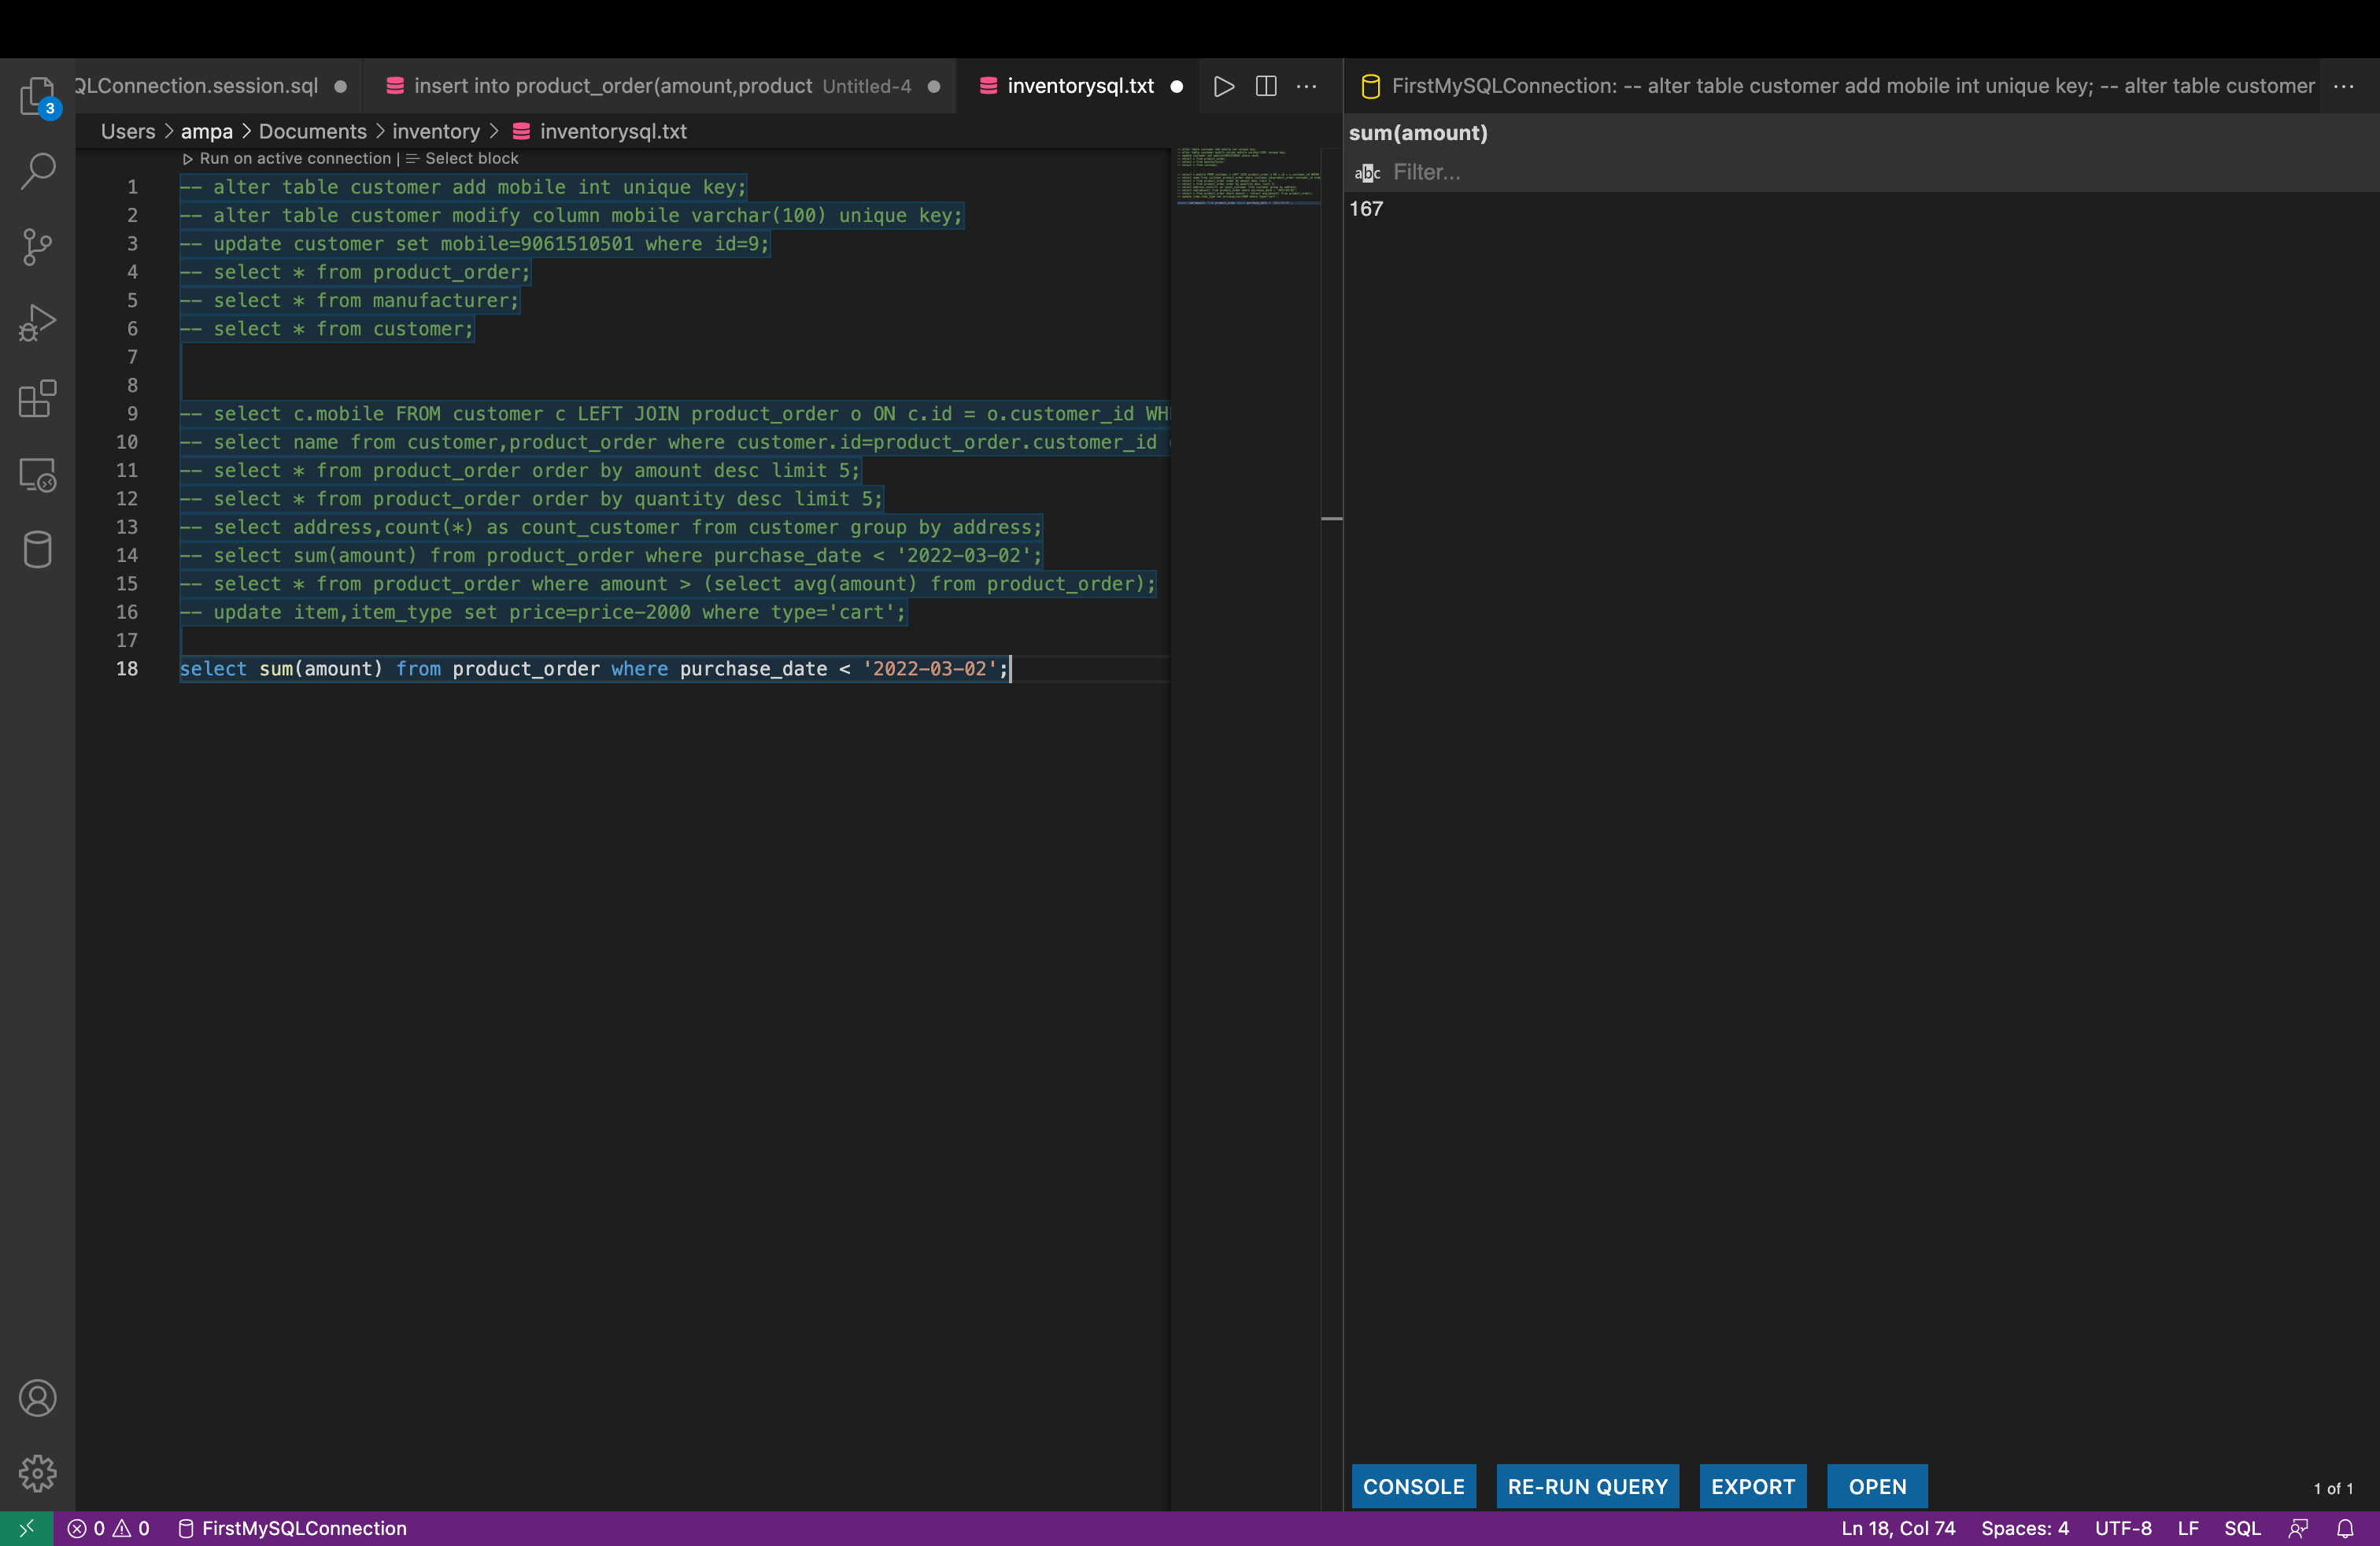 QLConnection.session.sql
insert into product_order(amount,product Untitled-4
inventorysql.txt
Users > ampa > Documents > inventory > inventorysql.txt
Run on active connection | Select block
1 -- alter table customer add mobile int unique key;
2 -- alter table customer modify column mobile varchar(100) unique key;
3 -- update customer set mobile=9061510501 where id=9;
4 -- select * from product_order;
5 -- select * from manufacturer;
6 -- select * from customer;
7
8
9 -- select c.mobile FROM customer c LEFT JOIN product_order o ON c.id = o.customer_id WH
10 -- select name from customer,product_order where customer.id=product_order.customer_id
11 -- select * from product_order order by amount desc limit 5;
12 -- select * from product_order order by quantity desc limit 5;
13 -- select address,count(*) as count_customer from customer group by address;
14 -- select sum(amount) from product_order where purchase_date < '2022-03-02';
15 -- select * from product_order where amount > (select avg(amount) from product_order);
16 -- update item,item_type set price=price-2000 where type='cart';
17
18 select sum(amount) from product_order where purchase_date < '2022-03-02';
FirstMySQLConnection: -- alter table customer add mobile int unique key; -- alter table customer
sum(amount)
abc Filter...
167
CONSOLE RE-RUN QUERY EXPORT OPEN 1 of 1
3
0 0 FirstMySQLConnection
Ln 18, Col 74 Spaces: 4 UTF-8 LF SQL